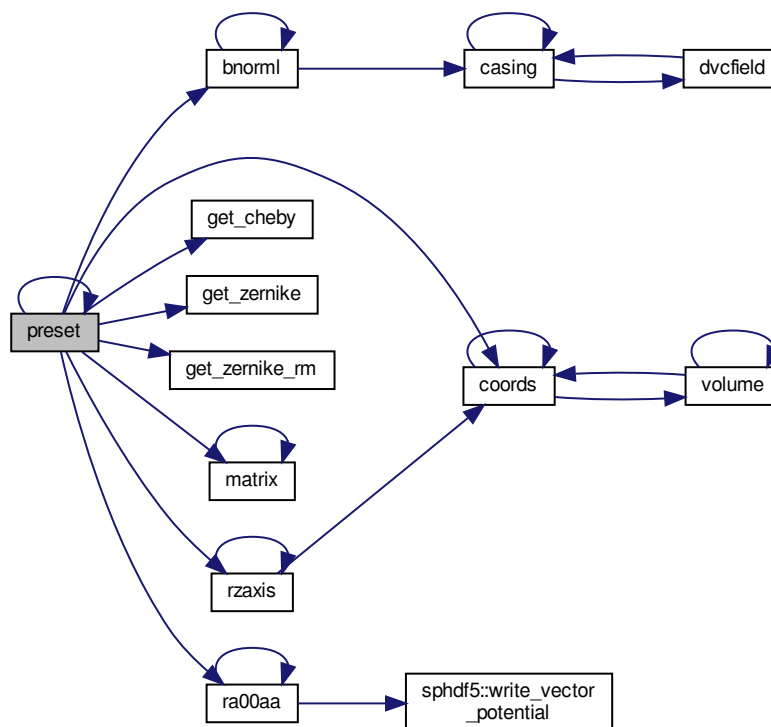 bnorml
casing
dvcfield
get_cheby
get_zernike
preset
get_zernike_rm
coords
volume
matrix
rzaxis
ra00aa
sphdf5::write_vector
_potential